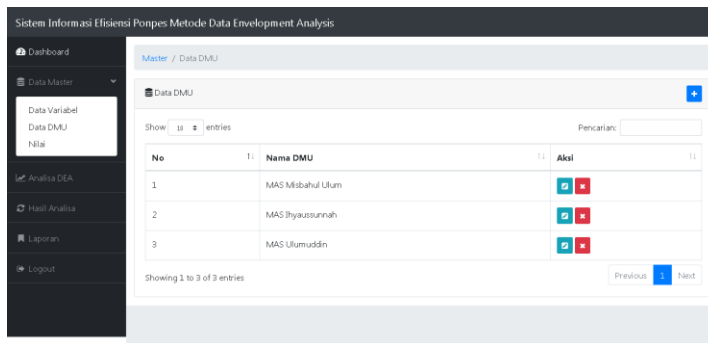 Sistem Informasi Efisiensi Ponpes Metode Data Envelopment Analysis
Dashboard
Data Master
Data Variabel
Data DMU
Nilai
Analisa DEA
Hasil Analisa
Laporan
Logout
Master / Data DMU
Data DMU
Show 10 entries
Pencarian:
No Nama DMU Aksi
1 MAS Misbahul Ulum
2 MAS Ihyaussunnah
3 MAS Ulumuddin
Showing 1 to 3 of 3 entries
Previous 1 Next